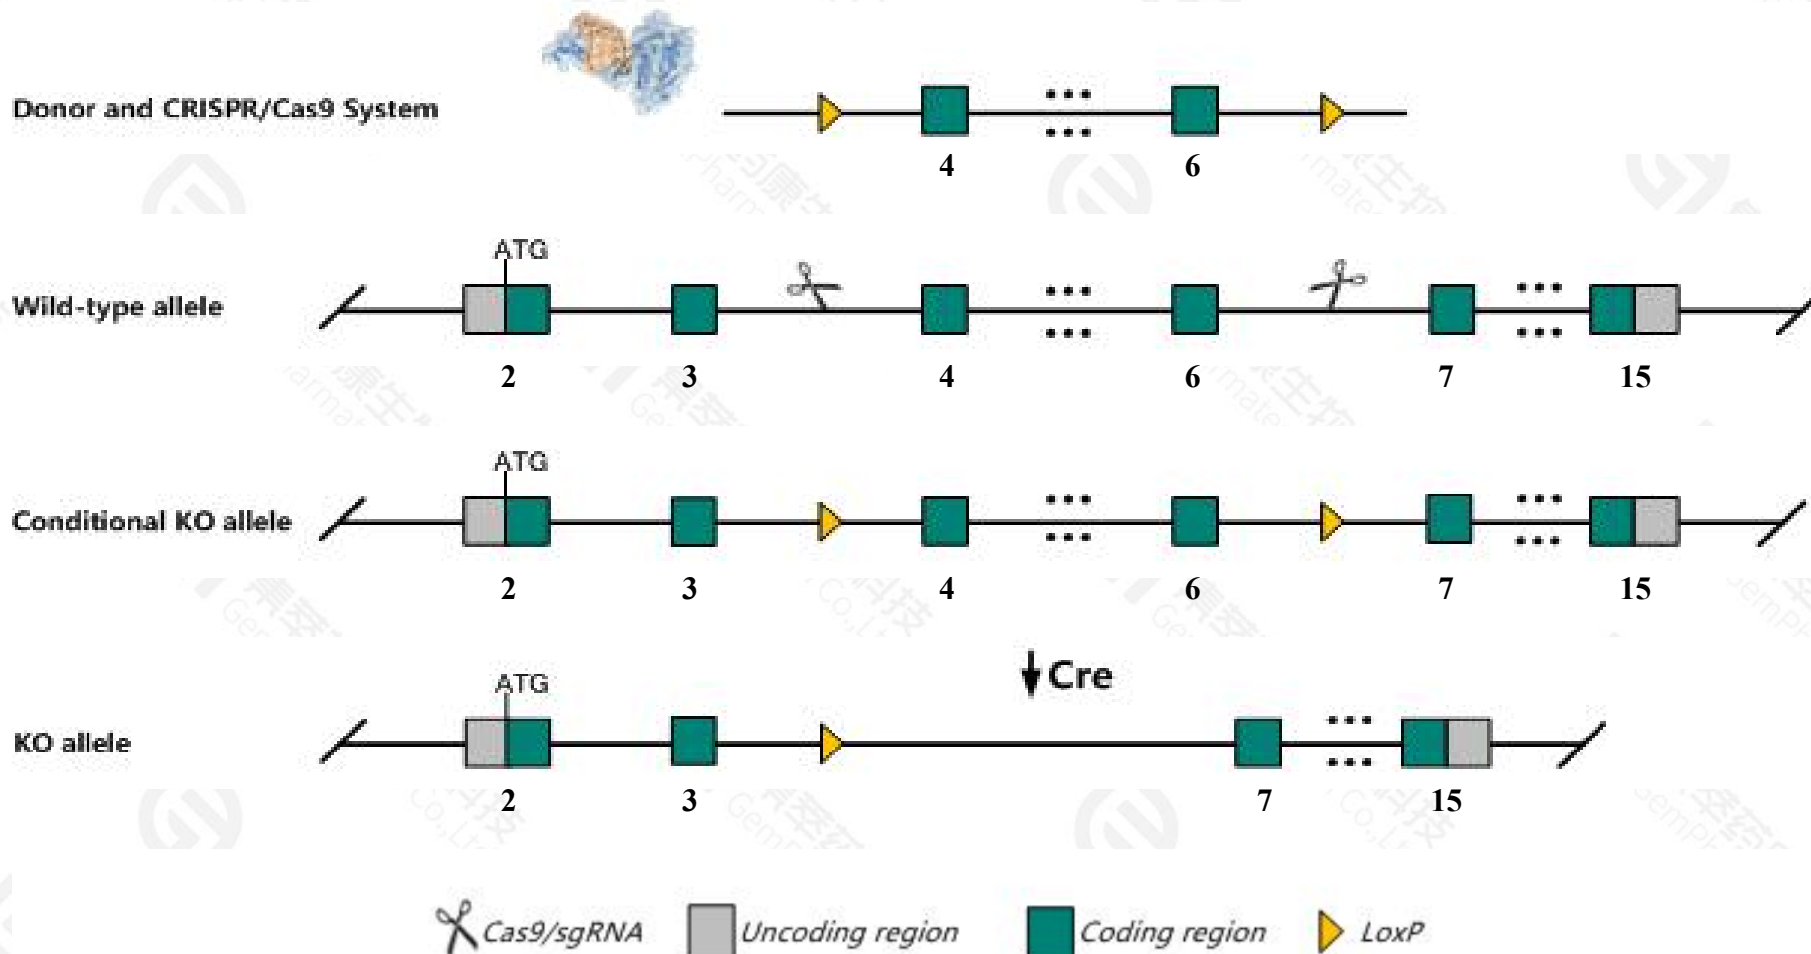 Donor and CRISPR/Cas9 System
4 6
ATG
Wild-type allele
2 3 4 6 7 15
ATG
Conditional KO allele
2 3 4 6 7 15
Cre
ATG
KO allele
2 3 7 15
Cas9/sgRNA Uncoding region Coding region LoxP